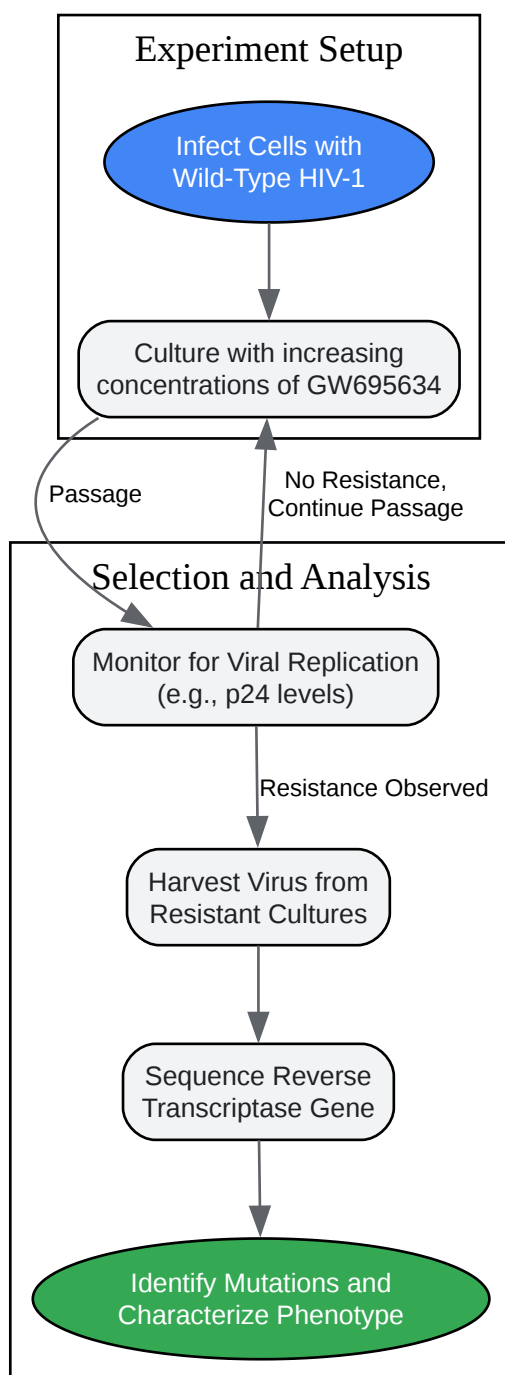 Experiment Setup
Infect Cells with
Wild-Type HIV-1
Culture with increasing
concentrations of GW695634
Passage
No Resistance,
Continue Passage
Selection and Analysis
Monitor for Viral Replication
(e.g., p24 levels)
Resistance Observed
Harvest Virus from
Resistant Cultures
Sequence Reverse
Transcriptase Gene
Identify Mutations and
Characterize Phenotype